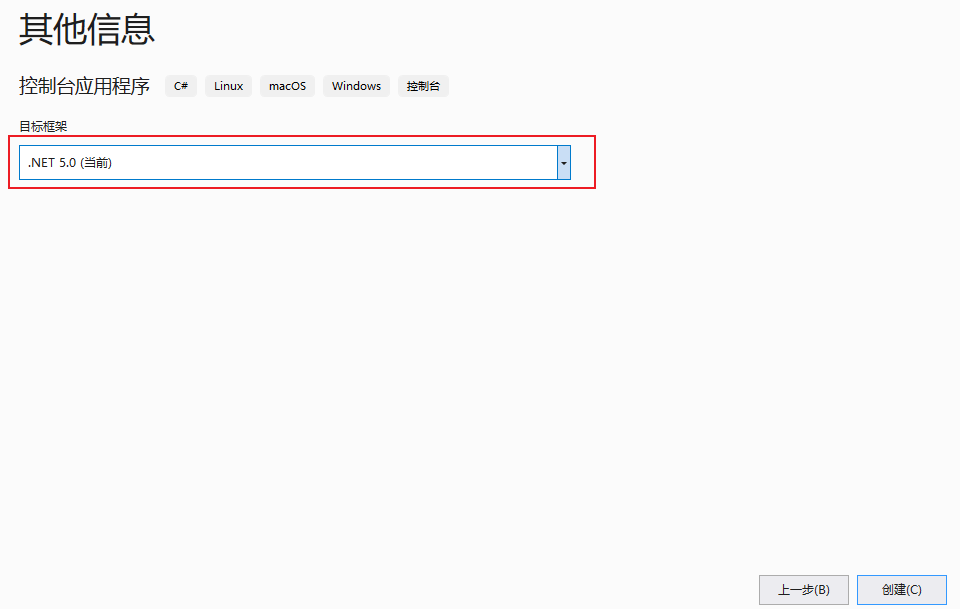 其他信息
控制台应用程序 C# Linux macOS Windows 控制台
目标框架
.NET 5.0 (当前)
上一步(B) 创建(C)